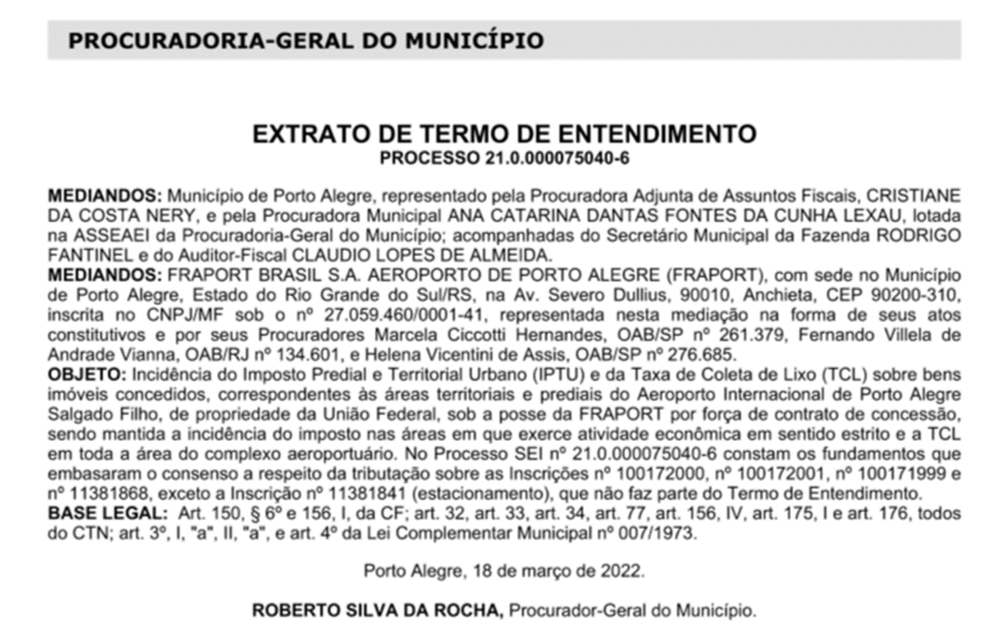 PROCURADORIA-GERAL DO MUNICÍPIO
EXTRATO DE TERMO DE ENTENDIMENTO
PROCESSO 21.0.000075040-6
MEDIANDOS: Município de Porto Alegre, representado pela Procuradora Adjunta de Assuntos Fiscais, CRISTIANE
DA COSTA NERY, e pela Procuradora Municipal ANA CATARINA DANTAS FONTES DA CUNHA LEXAU, lotada
na ASSEAEI da Procuradoria-Geral do Município; acompanhadas do Secretário Municipal da Fazenda RODRIGO
FANTINEL e do Auditor-Fiscal CLAUDIO LOPES DE ALMEIDA.
MEDIANDOS: FRAPORT BRASIL S.A. AEROPORTO DE PORTO ALEGRE (FRAPORT), com sede no Município
de Porto Alegre, Estado do Rio Grande do Sul/RS, na Av. Severo Dullius, 90010, Anchieta, CEP 90200-310,
inscrita no CNPJ/MF sob o nº 27.059.460/0001-41, representada nesta mediação na forma de seus atos
constitutivos e por seus Procuradores Marcela Ciccotti Hernandes, OAB/SP nº 261.379, Fernando Villela de
Andrade Vianna, OAB/RJ nº 134.601, e Helena Vicentini de Assis, OAB/SP nº 276.685.
OBJETO: Incidência do Imposto Predial e Territorial Urbano (IPTU) e da Taxa de Coleta de Lixo (TCL) sobre bens
imóveis concedidos, correspondentes às áreas territoriais e prediais do Aeroporto Internacional de Porto Alegre
Salgado Filho, de propriedade da União Federal, sob a posse da FRAPORT por força de contrato de concessão,
sendo mantida a incidência do imposto nas áreas em que exerce atividade econômica em sentido estrito e a TCL
em toda a área do complexo aeroportuário. No Processo SEI nº 21.0.000075040-6 constam os fundamentos que
embasaram o consenso a respeito da tributação sobre as Inscrições nº 100172000, nº 100172001, nº 100171999 e
nº 11381868, exceto a Inscrição nº 11381841 (estacionamento), que não faz parte do Termo de Entendimento.
BASE LEGAL: Art. 150, § 6º e 156, I, da CF; art. 32, art. 33, art. 34, art. 77, art. 156, IV, art. 175, I e art. 176, todos
do CTN; art. 3º, I, "a", II, "a", e art. 4º da Lei Complementar Municipal nº 007/1973.
Porto Alegre, 18 de março de 2022.
ROBERTO SILVA DA ROCHA, Procurador-Geral do Município.